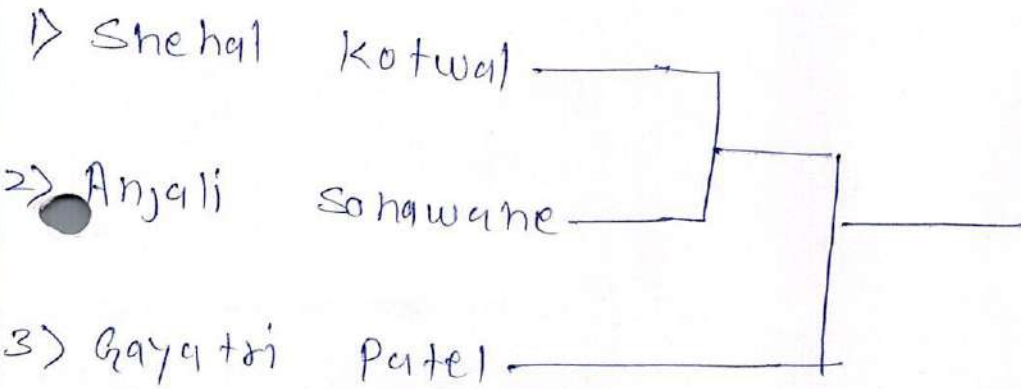 1) Snehal Kotwal
2) Anjali Sonawane
3) Gayatri Patel